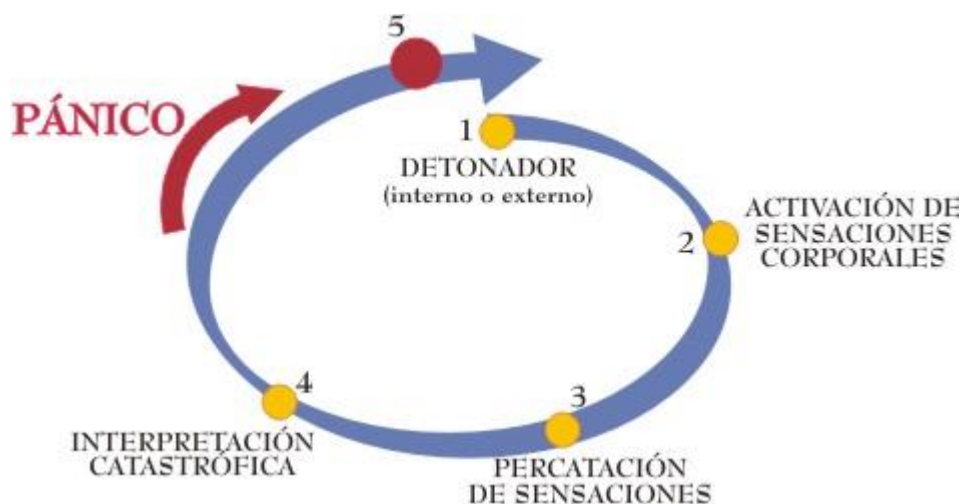 1
DETONADOR
(interno o externo)
2
ACTIVACIÓN DE
SENSACIONES
CORPORALES
3
PERCATACIÓN
DE SENSACIONES
4
INTERPRETACIÓN
CATASTRÓFICA
PÁNICO
5